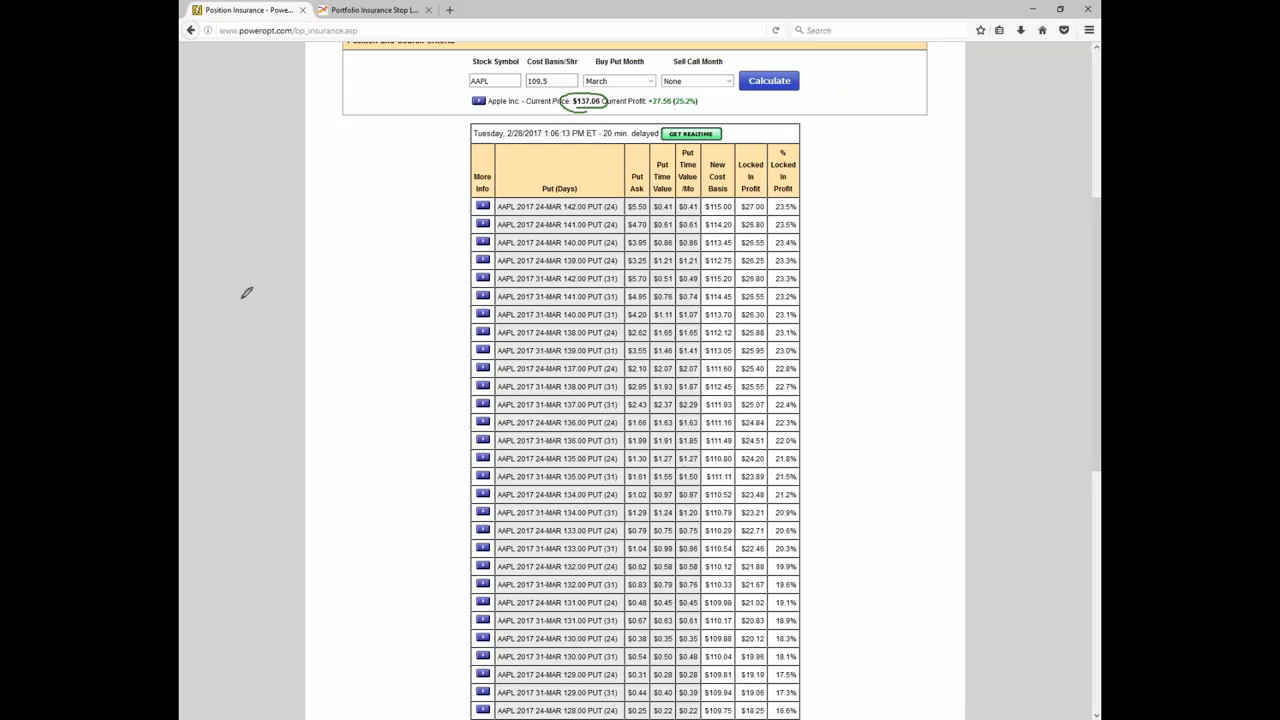 Position Insurance - Powe...
Portfolio Insurance Stop L...
www.poweropt.com/bp_insurance.asp
Search
Stock Symbol Cost Basis/Shr Buy Put Month Sell Call Month
AAPL 109.5 March None Calculate
Apple Inc. - Current Price: $137.06 Current Profit: +27.56 (25.2%)
Tuesday, 2/28/2017 1:06:13 PM ET - 20 min. delayed GET REALTIME
More Info Put (Days) Put Ask Put Time Value Put Time Value /Mo New Cost Basis Locked In Profit % Locked In Profit
AAPL 2017 24-MAR 142.00 PUT (24) $5.50 $0.41 $0.41 $115.00 $27.00 23.5%
AAPL 2017 24-MAR 141.00 PUT (24) $4.70 $0.61 $0.61 $114.20 $26.80 23.5%
AAPL 2017 24-MAR 140.00 PUT (24) $3.95 $0.86 $0.86 $113.45 $26.55 23.4%
AAPL 2017 24-MAR 139.00 PUT (24) $3.25 $1.21 $1.21 $112.75 $26.25 23.3%
AAPL 2017 31-MAR 142.00 PUT (31) $5.70 $0.51 $0.49 $115.20 $26.80 23.3%
AAPL 2017 31-MAR 141.00 PUT (31) $4.95 $0.76 $0.74 $114.45 $26.55 23.2%
AAPL 2017 31-MAR 140.00 PUT (31) $4.20 $1.11 $1.07 $113.70 $26.30 23.1%
AAPL 2017 24-MAR 138.00 PUT (24) $2.62 $1.65 $1.65 $112.12 $25.88 23.1%
AAPL 2017 31-MAR 139.00 PUT (31) $3.55 $1.46 $1.41 $113.05 $25.95 23.0%
AAPL 2017 24-MAR 137.00 PUT (24) $2.10 $2.07 $2.07 $111.60 $25.40 22.8%
AAPL 2017 31-MAR 138.00 PUT (31) $2.95 $1.93 $1.87 $112.45 $25.55 22.7%
AAPL 2017 31-MAR 137.00 PUT (31) $2.43 $2.37 $2.29 $111.93 $25.07 22.4%
AAPL 2017 24-MAR 136.00 PUT (24) $1.66 $1.63 $1.63 $111.16 $24.84 22.3%
AAPL 2017 31-MAR 136.00 PUT (31) $1.99 $1.91 $1.85 $111.49 $24.51 22.0%
AAPL 2017 24-MAR 135.00 PUT (24) $1.30 $1.27 $1.27 $110.80 $24.20 21.8%
AAPL 2017 31-MAR 135.00 PUT (31) $1.61 $1.55 $1.50 $111.11 $23.89 21.5%
AAPL 2017 24-MAR 134.00 PUT (24) $1.02 $0.97 $0.97 $110.52 $23.48 21.2%
AAPL 2017 31-MAR 134.00 PUT (31) $1.29 $1.24 $1.20 $110.79 $23.21 20.9%
AAPL 2017 24-MAR 133.00 PUT (24) $0.79 $0.75 $0.75 $110.29 $22.71 20.6%
AAPL 2017 31-MAR 133.00 PUT (31) $1.04 $0.99 $0.96 $110.54 $22.46 20.3%
AAPL 2017 24-MAR 132.00 PUT (24) $0.62 $0.58 $0.58 $110.12 $21.88 19.9%
AAPL 2017 31-MAR 132.00 PUT (31) $0.83 $0.79 $0.76 $110.33 $21.67 19.6%
AAPL 2017 24-MAR 131.00 PUT (24) $0.48 $0.45 $0.45 $109.98 $21.02 19.1%
AAPL 2017 31-MAR 131.00 PUT (31) $0.67 $0.63 $0.61 $110.17 $20.83 18.9%
AAPL 2017 24-MAR 130.00 PUT (24) $0.38 $0.35 $0.35 $109.88 $20.12 18.3%
AAPL 2017 31-MAR 130.00 PUT (31) $0.54 $0.50 $0.48 $110.04 $19.96 18.1%
AAPL 2017 24-MAR 129.00 PUT (24) $0.31 $0.28 $0.28 $109.81 $19.19 17.5%
AAPL 2017 31-MAR 129.00 PUT (31) $0.44 $0.40 $0.39 $109.94 $19.06 17.3%
AAPL 2017 24-MAR 128.00 PUT (24) $0.25 $0.22 $0.22 $109.75 $18.25 16.6%